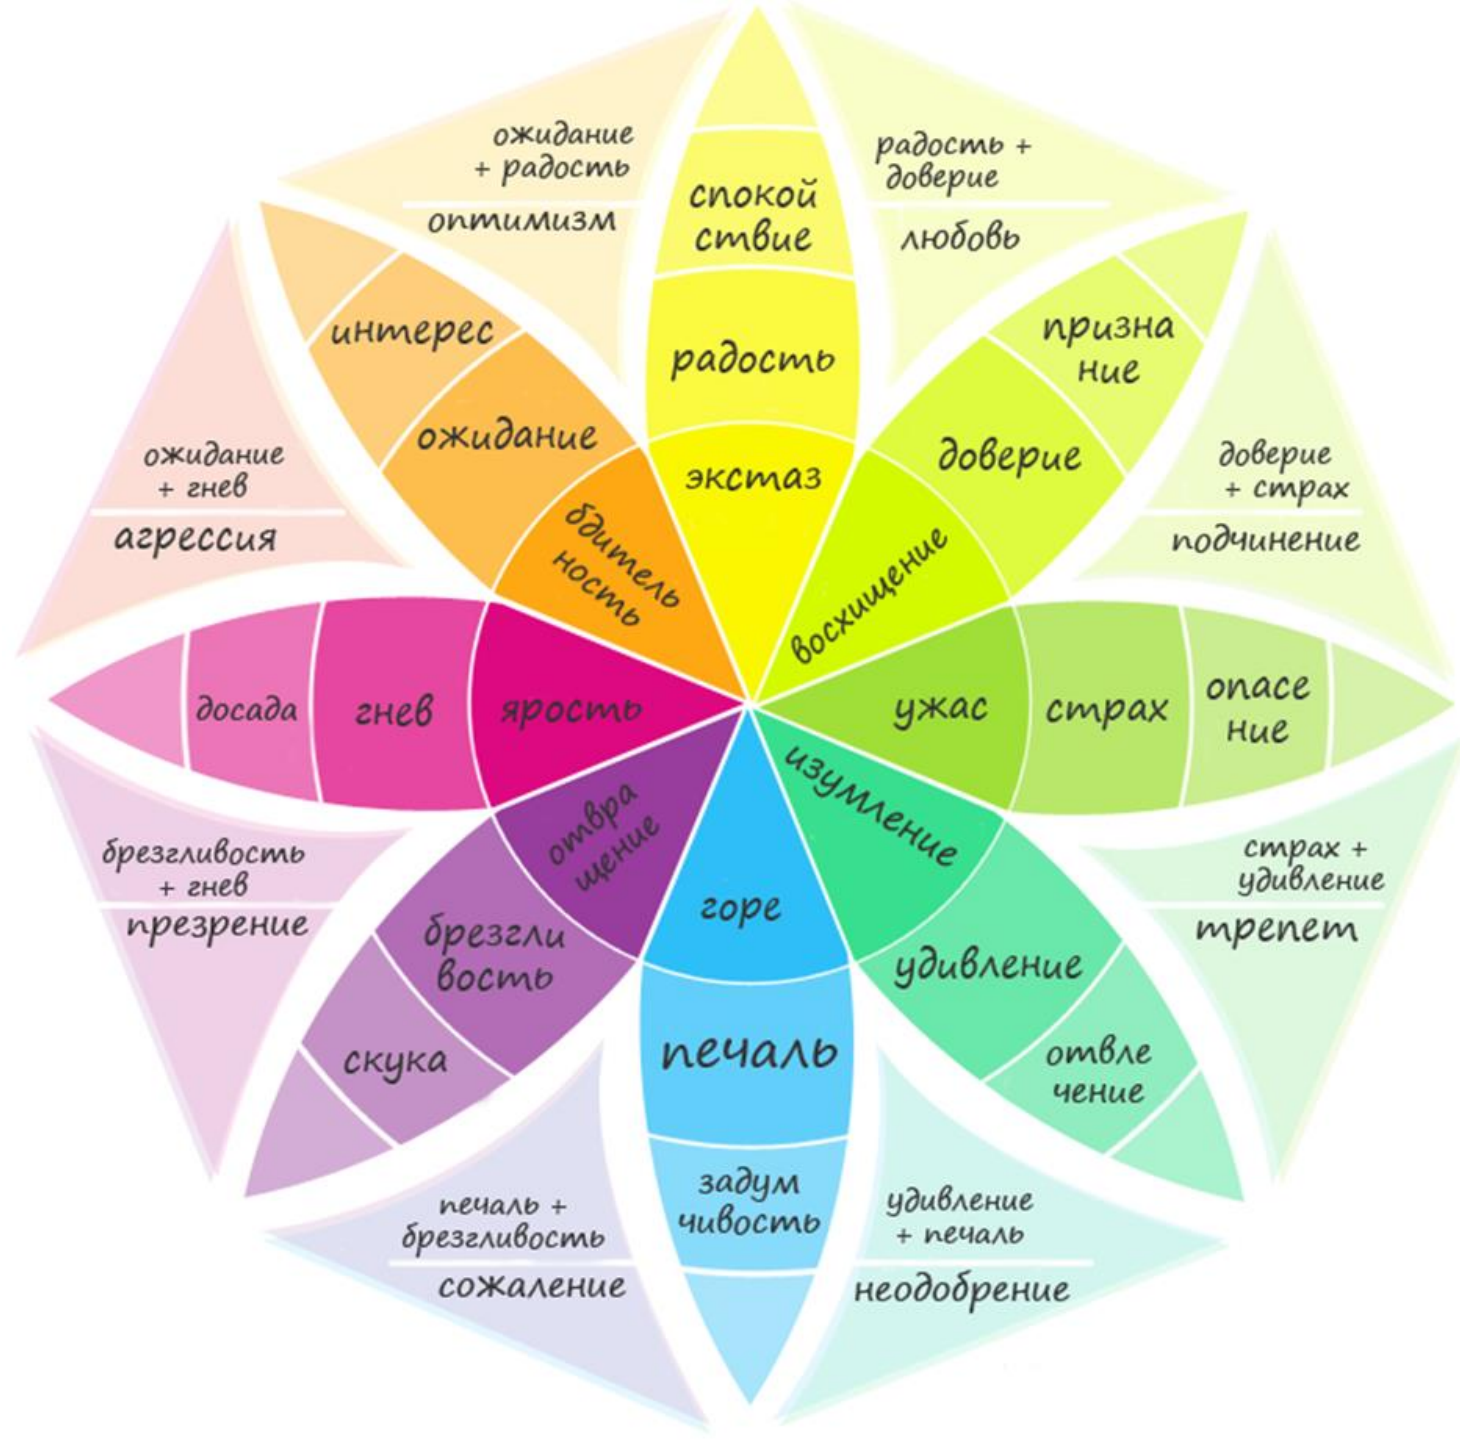 ожидание
+ радость
оптимизм
спокой
ствие
радость
экстаз
радость +
доверие
любовь
призна
ние
доверие
восхищение
доверие
+ страх
подчинение
ужас
страх
опасе
ние
страх +
удивление
трепет
изумление
удивление
отвле
чение
удивление
+ печаль
неодобрение
горе
печаль
задум
чивость
печаль +
брезгливость
сожаление
отвра
щение
брезгли
вость
скука
брезгливость
+ гнев
презрение
ярость
гнев
досада
ожидание
+ гнев
агрессия
интерес
ожидание
бдитель
ность